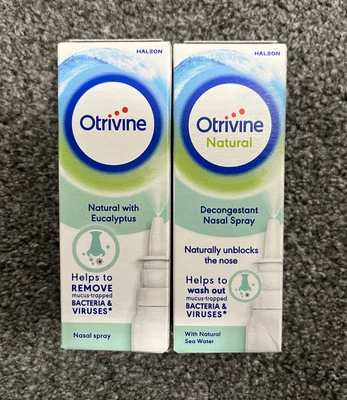 HALEON
Otrivine
Natural with
Eucalyptus
Helps to
REMOVE
mucus-trapped
BACTERIA &
VIRUSES*
Nasal spray
HALEON
Otrivine
Natural
Decongestant
Nasal Spray
Naturally unblocks
the nose
Helps to
wash out
mucus-trapped
BACTERIA &
VIRUSES*
With Natural
Sea Water